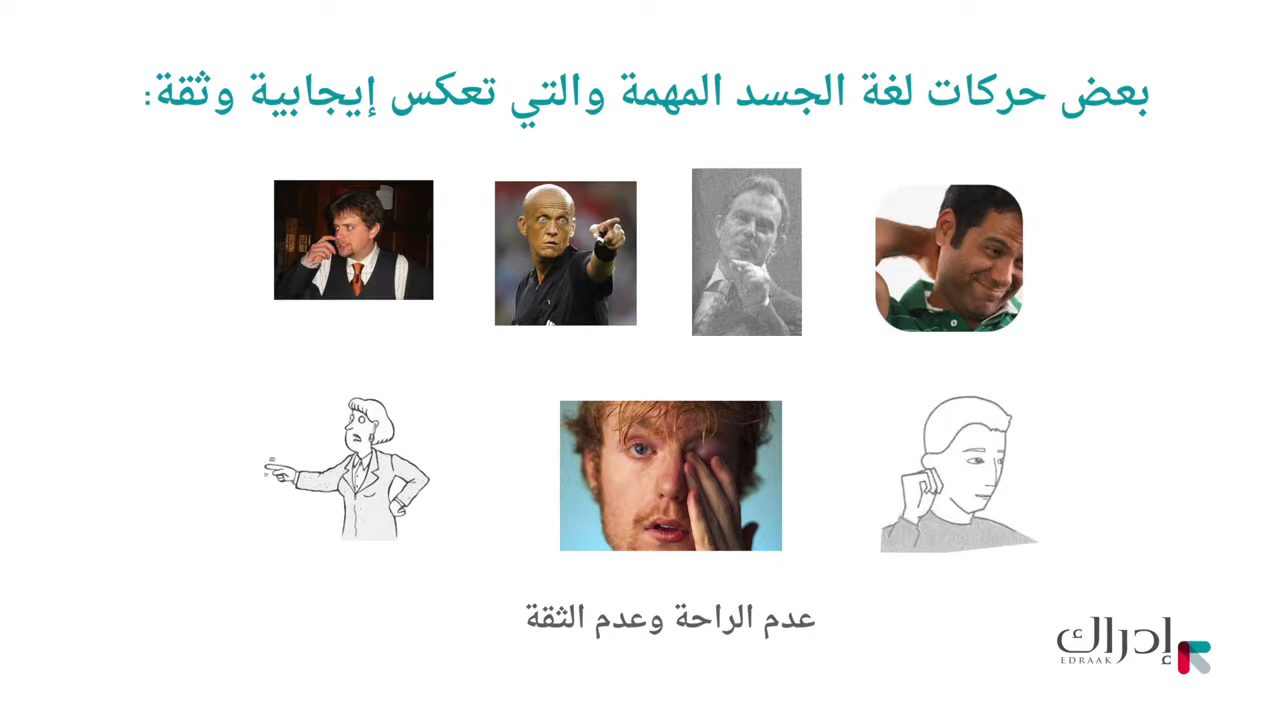 بعض حركات لغة الجسد المهمة والتي تعكس إيجابية وثقة:
عدم الراحة وعدم الثقة
إدراك
EDRAAK